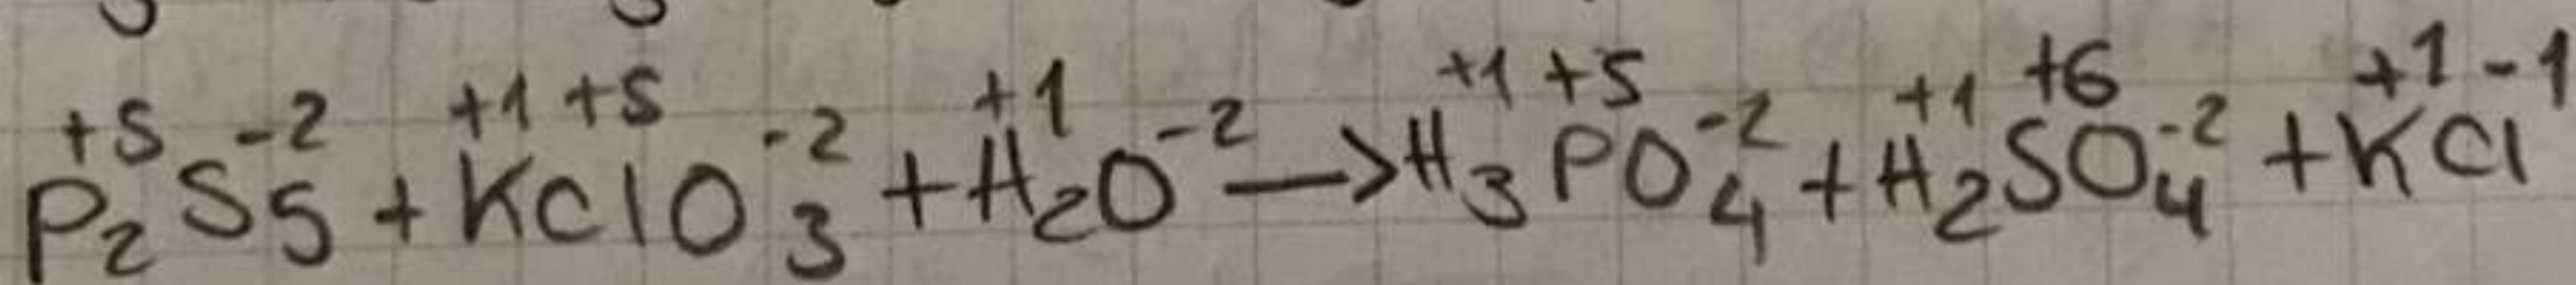 +5 -2 +1 +5 -2 +1 -2 +1 +5 -2 +1 +6 -2 +1 -1
P2S5 + KClO3 + H2O → H3PO4 + H2SO4 + KCl